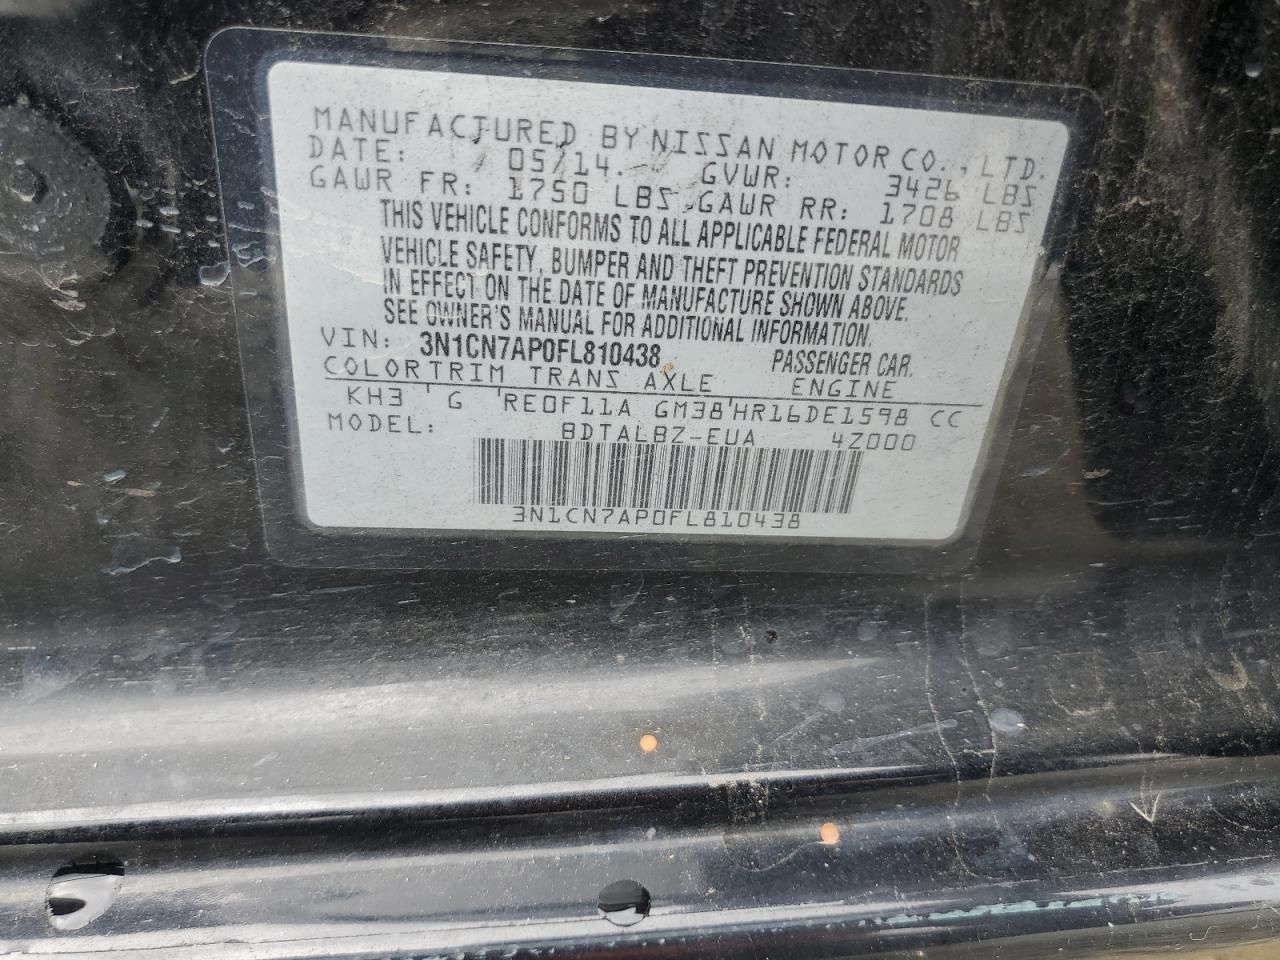 MANUFACTURED BY NISSAN MOTOR CO., LTD.
DATE: 05/14. GVWR: 3426 LBS
GAWR FR: 1750 LBS GAWR RR: 1708 LBS
THIS VEHICLE CONFORMS TO ALL APPLICABLE FEDERAL MOTOR
VEHICLE SAFETY, BUMPER AND THEFT PREVENTION STANDARDS
IN EFFECT ON THE DATE OF MANUFACTURE SHOWN ABOVE.
SEE OWNER'S MANUAL FOR ADDITIONAL INFORMATION.
VIN: 3N1CN7AP0FL810438 PASSENGER CAR.
COLOR TRIM TRANS AXLE ENGINE
KH3 G RE0F11A GM38 HR16DE1598 CC
MODEL: BDTALBZ-EUA 4Z000
3N1CN7AP0FL810438